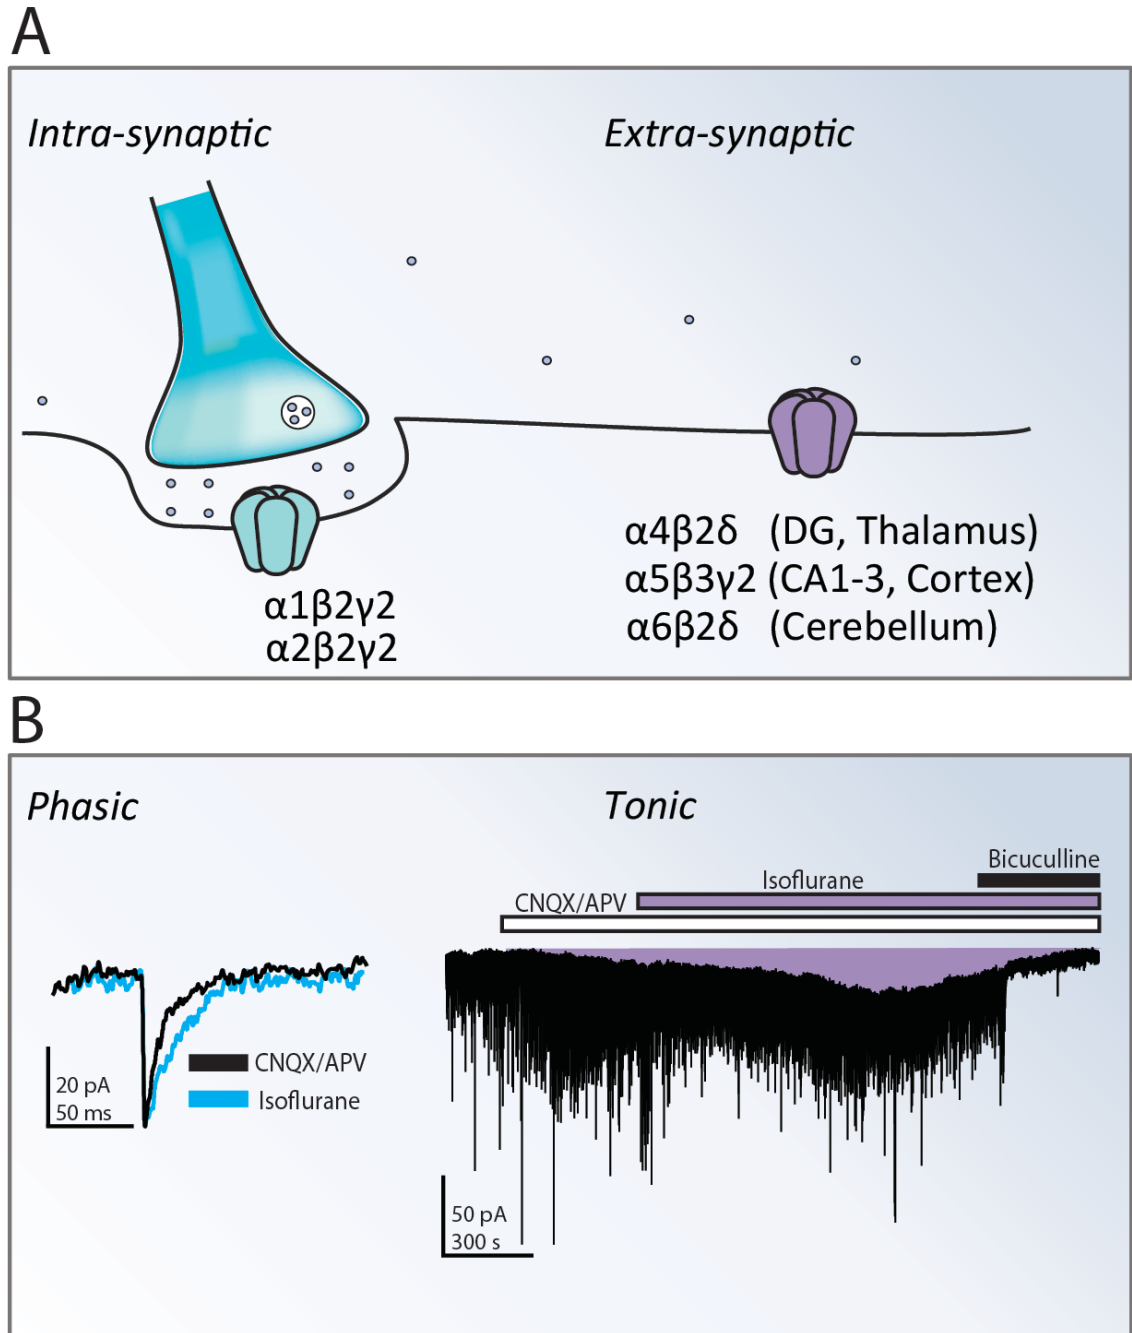 A
Intra-synaptic
Extra-synaptic
α1β2γ2
α2β2γ2
α4β2δ (DG, Thalamus)
α5β3γ2 (CA1-3, Cortex)
α6β2δ (Cerebellum)
B
Phasic
Tonic
Bicuculline
Isoflurane
CNQX/APV
CNQX/APV
Isoflurane
20 pA
50 ms
50 pA
300 s